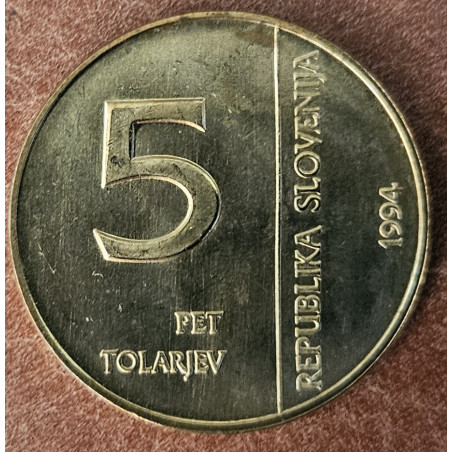 5
PET
TOLARJEV
REPUBLIKA SLOVENIJA
1994